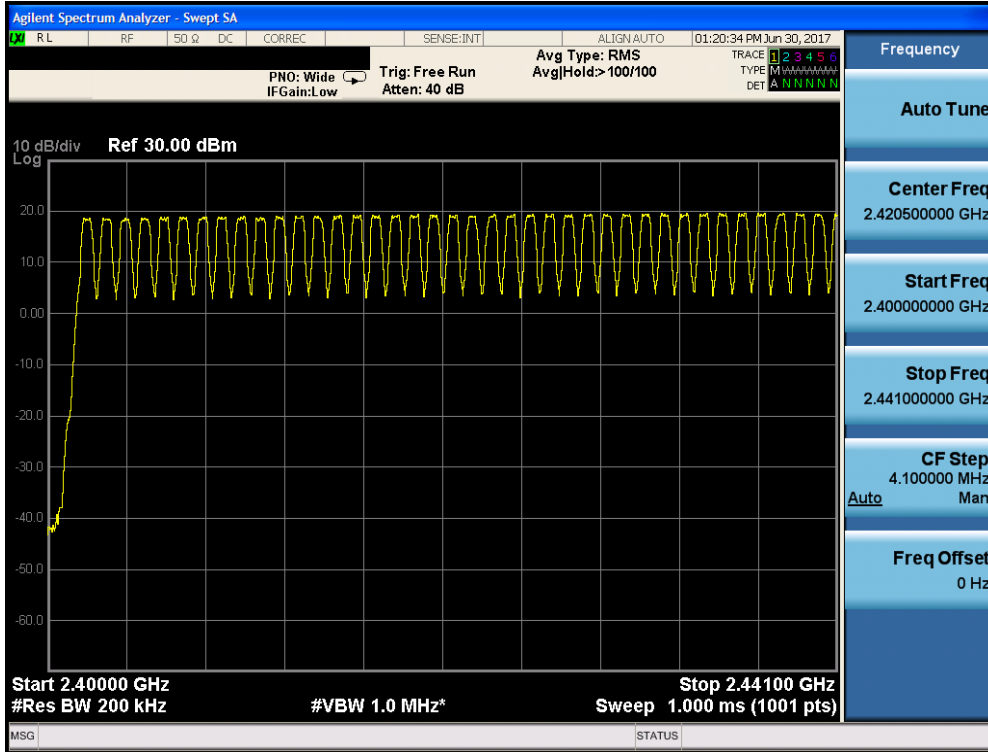 Agilent Spectrum Analyzer - Swept SA
LXI RL RF 50 Ω DC CORREC SENSE:INT ALIGN AUTO 01:20:34 PM Jun 30, 2017
Frequency
Avg Type: RMS
TRACE 1 2 3 4 5 6
PNO: Wide Trig: Free Run Avg|Hold:>100/100
TYPE M
IFGain:Low Atten: 40 dB
DET A N N N N N
Auto Tune
10 dB/div Ref 30.00 dBm
Log
20.0
10.0
0.00
-10.0
-20.0
-30.0
-40.0
-50.0
-60.0
Center Freq
2.420500000 GHz
Start Freq
2.400000000 GHz
Stop Freq
2.441000000 GHz
CF Step
4.100000 MHz
Auto Man
Freq Offset
0 Hz
Start 2.40000 GHz Stop 2.44100 GHz
#Res BW 200 kHz #VBW 1.0 MHz* Sweep 1.000 ms (1001 pts)
MSG STATUS